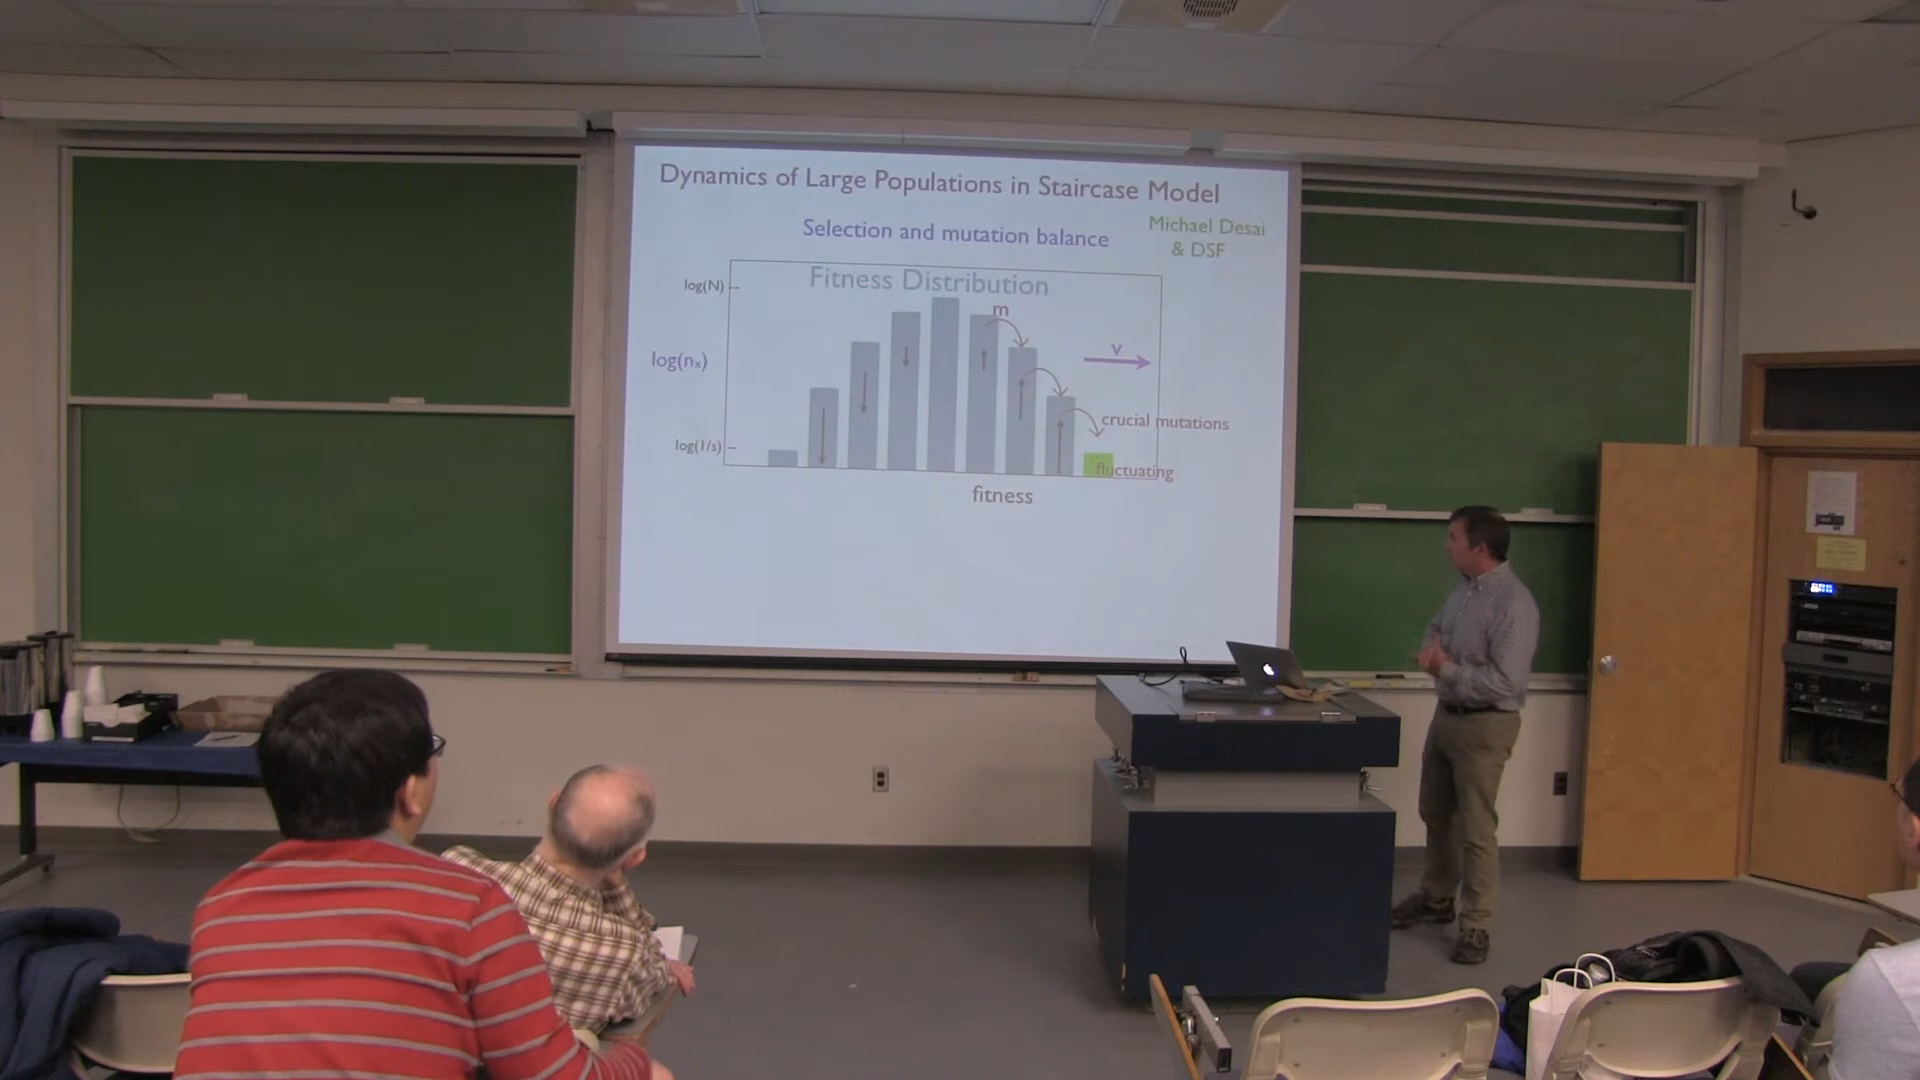 Dynamics of Large Populations in Staircase Model
Selection and mutation balance
Michael Desai
& DSF
Fitness Distribution
log(N)
m
v
log(nₓ)
crucial mutations
log(1/s)
fluctuating
fitness